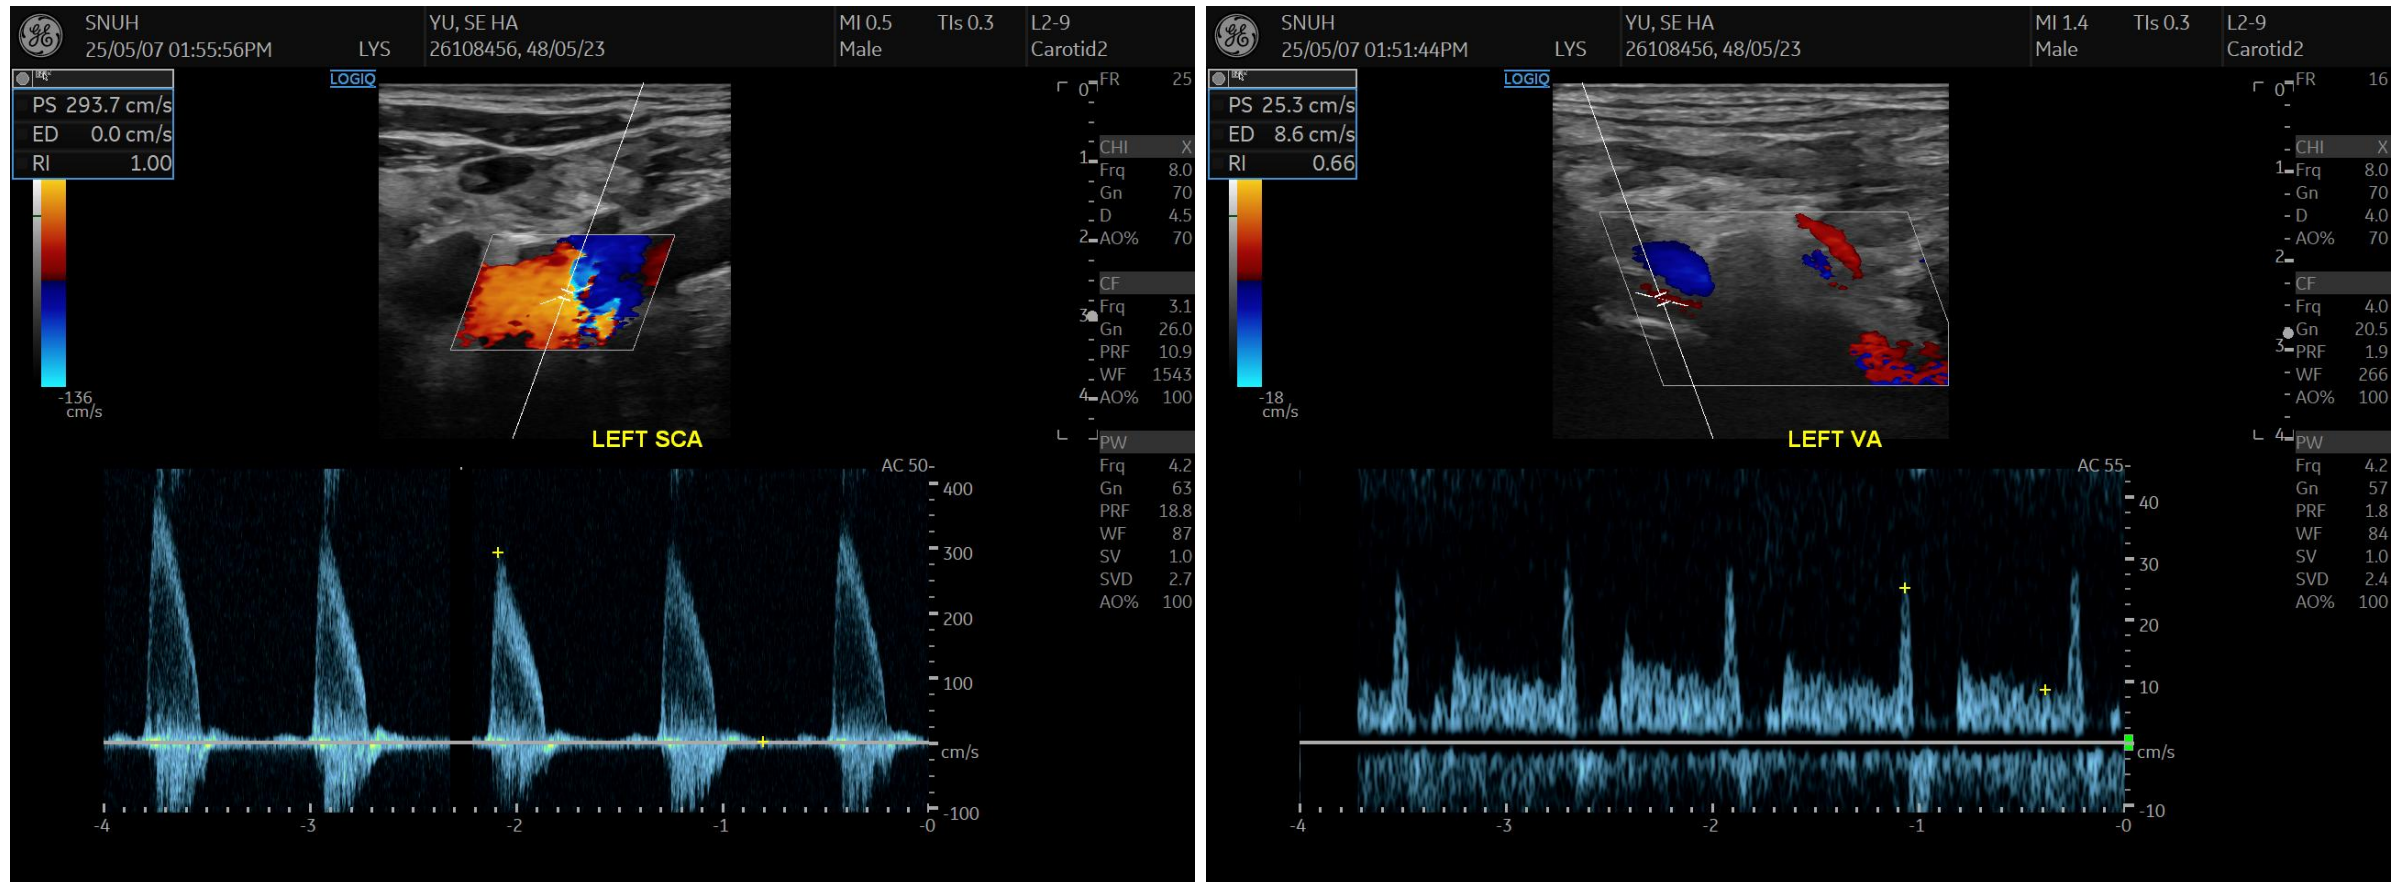 SNUH
25/05/07 01:55:56PM LYS
YU, SE HA
26108456, 48/05/23
MI 0.5 TIs 0.3
Male
L2-9
Carotid2
PS 293.7 cm/s
ED 0.0 cm/s
RI 1.00
LOGIQ
-136
cm/s
0
1
2
3
4
FR 25
CHI X
Frq 8.0
Gn 70
D 4.5
AO% 70
CF
Frq 3.1
Gn 26.0
PRF 10.9
WF 1543
AO% 100
PW
Frq 4.2
Gn 63
PRF 18.8
WF 87
SV 1.0
SVD 2.7
AO% 100
LEFT SCA
AC 50
400
300
200
100
cm/s
-100
-4 -3 -2 -1 -0
SNUH
25/05/07 01:51:44PM LYS
YU, SE HA
26108456, 48/05/23
MI 1.4 TIs 0.3
Male
L2-9
Carotid2
PS 25.3 cm/s
ED 8.6 cm/s
RI 0.66
LOGIQ
-18
cm/s
0
1
2
3
4
FR 16
CHI X
Frq 8.0
Gn 70
D 4.0
AO% 70
CF
Frq 4.0
Gn 20.5
PRF 1.9
WF 266
AO% 100
PW
Frq 4.2
Gn 57
PRF 1.8
WF 84
SV 1.0
SVD 2.4
AO% 100
LEFT VA
AC 55
40
30
20
10
cm/s
-10
-4 -3 -2 -1 -0